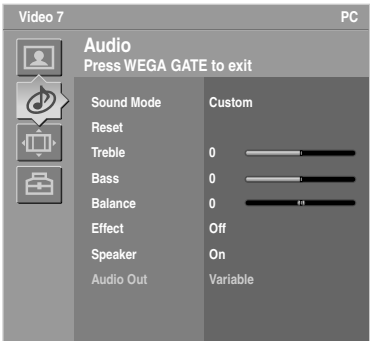 Video 7 PC
Audio
Press WEGA GATE to exit
Sound Mode Custom
Reset
Treble 0
Bass 0
Balance 0
Effect Off
Speaker On
Audio Out Variable